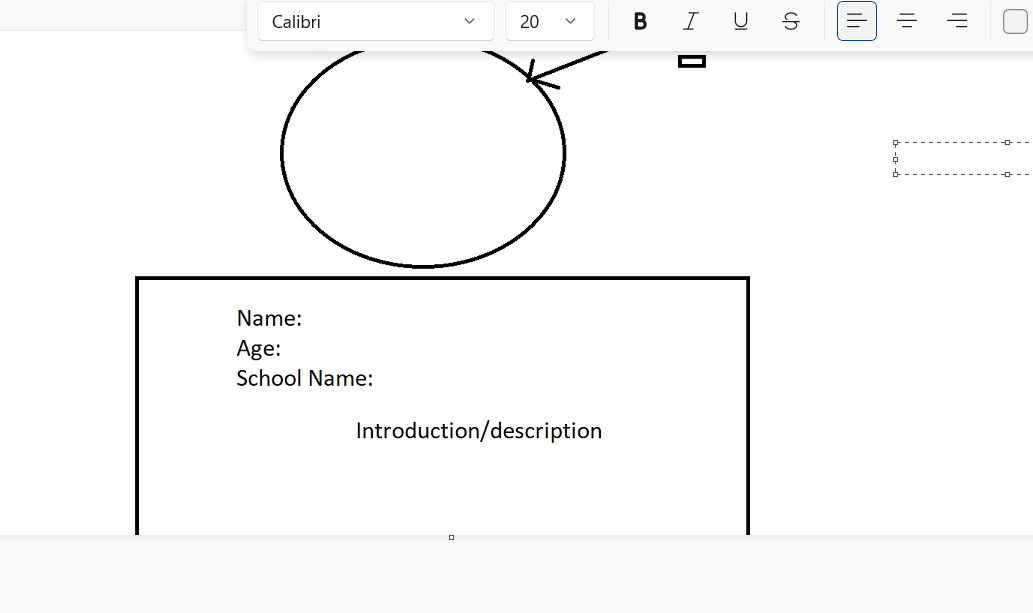 Calibri
20
B I U S
Name:
Age:
School Name:
Introduction/description